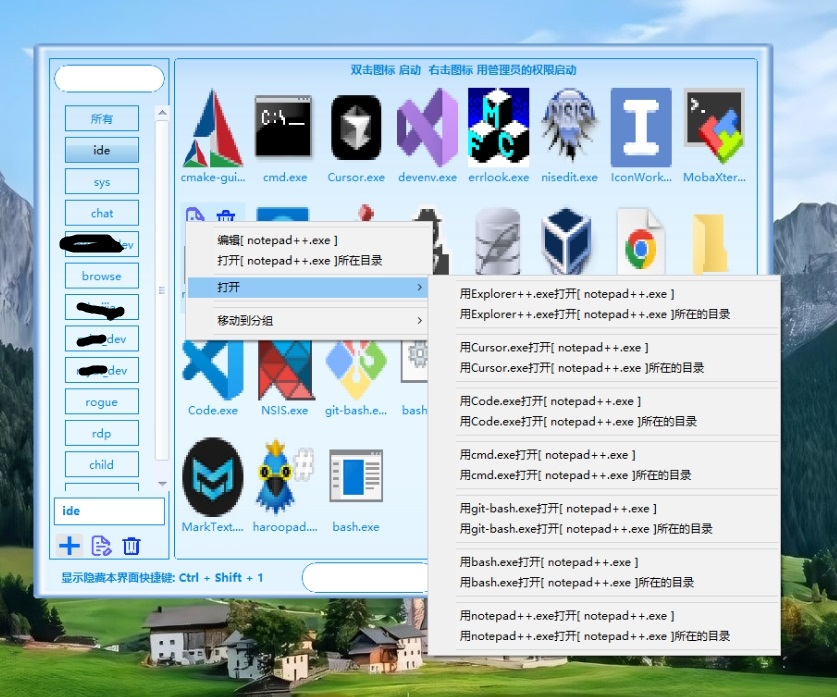 双击图标 启动 右击图标 用管理员的权限启动
所有
ide
sys
chat
dev
browse
dev
_dev
rogue
rdp
child
ide
cmake-gui...
cmd.exe
Cursor.exe
devenv.exe
errlook.exe
nisedit.exe
IconWork...
MobaXter...
编辑[ notepad++.exe ]
打开[ notepad++.exe ]所在目录
打开
移动到分组
用Explorer++.exe打开[ notepad++.exe ]
用Explorer++.exe打开[ notepad++.exe ]所在的目录
用Cursor.exe打开[ notepad++.exe ]
用Cursor.exe打开[ notepad++.exe ]所在的目录
用Code.exe打开[ notepad++.exe ]
用Code.exe打开[ notepad++.exe ]所在的目录
用cmd.exe打开[ notepad++.exe ]
用cmd.exe打开[ notepad++.exe ]所在的目录
用git-bash.exe打开[ notepad++.exe ]
用git-bash.exe打开[ notepad++.exe ]所在的目录
用bash.exe打开[ notepad++.exe ]
用bash.exe打开[ notepad++.exe ]所在的目录
用notepad++.exe打开[ notepad++.exe ]
用notepad++.exe打开[ notepad++.exe ]所在的目录
Code.exe
NSIS.exe
git-bash.e...
bash
MarkText....
haroopad....
bash.exe
显示隐藏本界面快捷键: Ctrl + Shift + 1